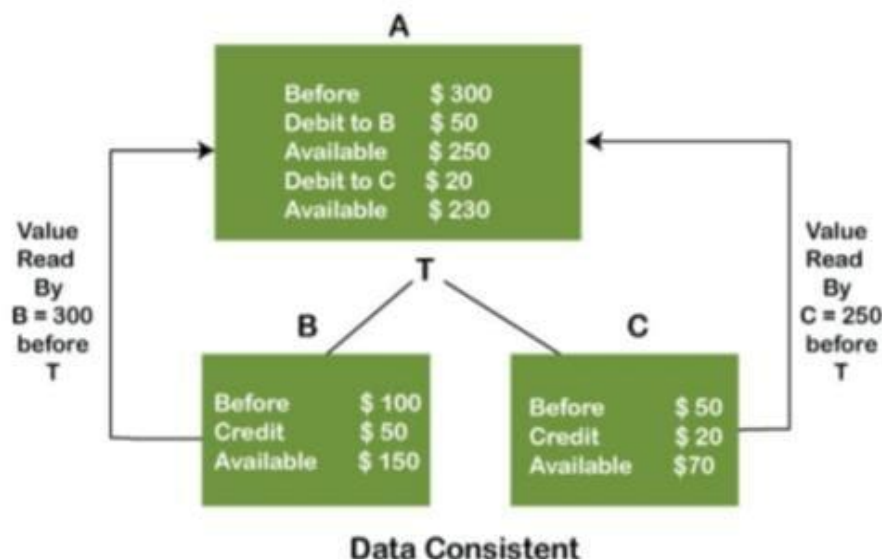 A
Before $ 300
Debit to B $ 50
Available $ 250
Debit to C $ 20
Available $ 230
Value
Read
By
B = 300
before
T
Value
Read
By
C = 250
before
T
T
B
C
Before $ 100
Credit $ 50
Available $ 150
Before $ 50
Credit $ 20
Available $70
Data Consistent